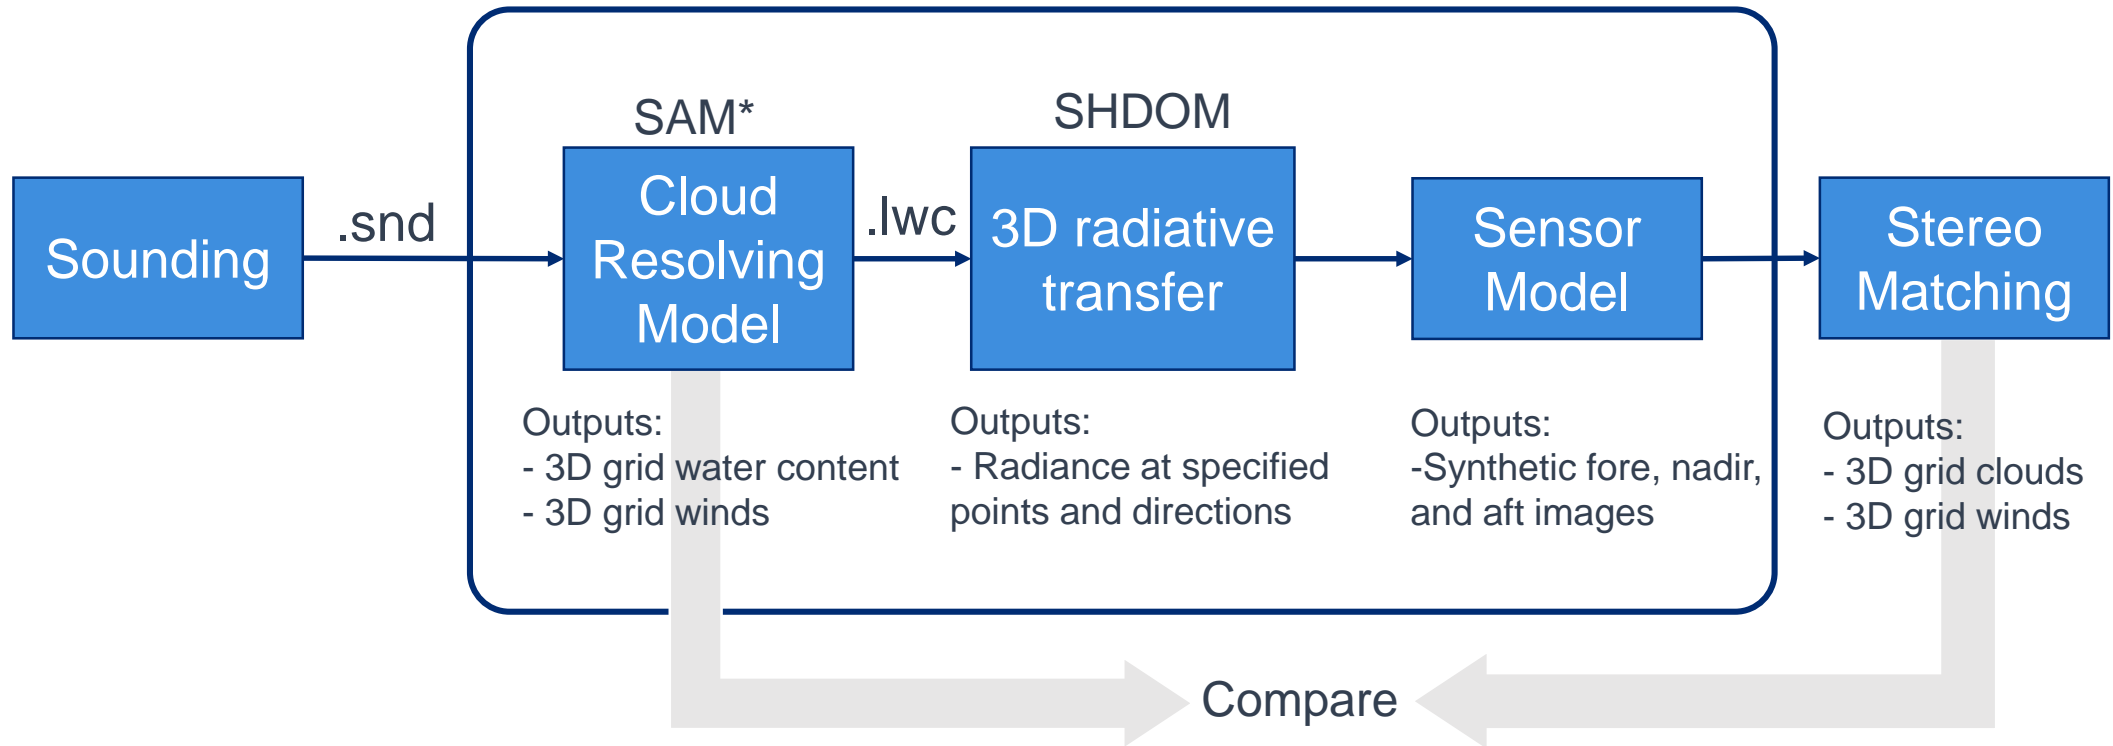 SAM*
SHDOM
Sounding
.snd
Cloud
Resolving
Model
.lwc
3D radiative
transfer
Sensor
Model
Stereo
Matching
Outputs:
- 3D grid water content
- 3D grid winds
Outputs:
- Radiance at specified
points and directions
Outputs:
-Synthetic fore, nadir,
and aft images
Outputs:
- 3D grid clouds
- 3D grid winds
Compare